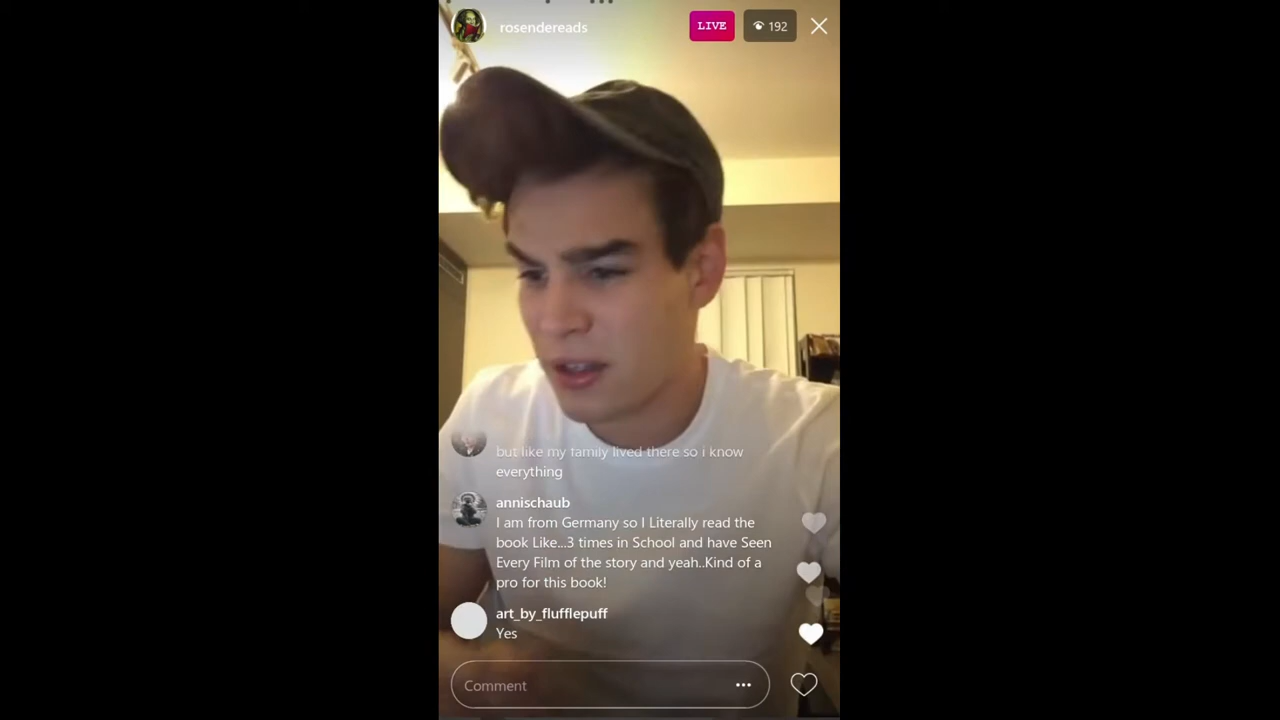 rosendereads
LIVE
192
but like my family lived there so i know
everything
annischaub
I am from Germany so I Literally read the
book Like...3 times in School and have Seen
Every Film of the story and yeah..Kind of a
pro for this book!
art_by_flufflepuff
Yes
Comment